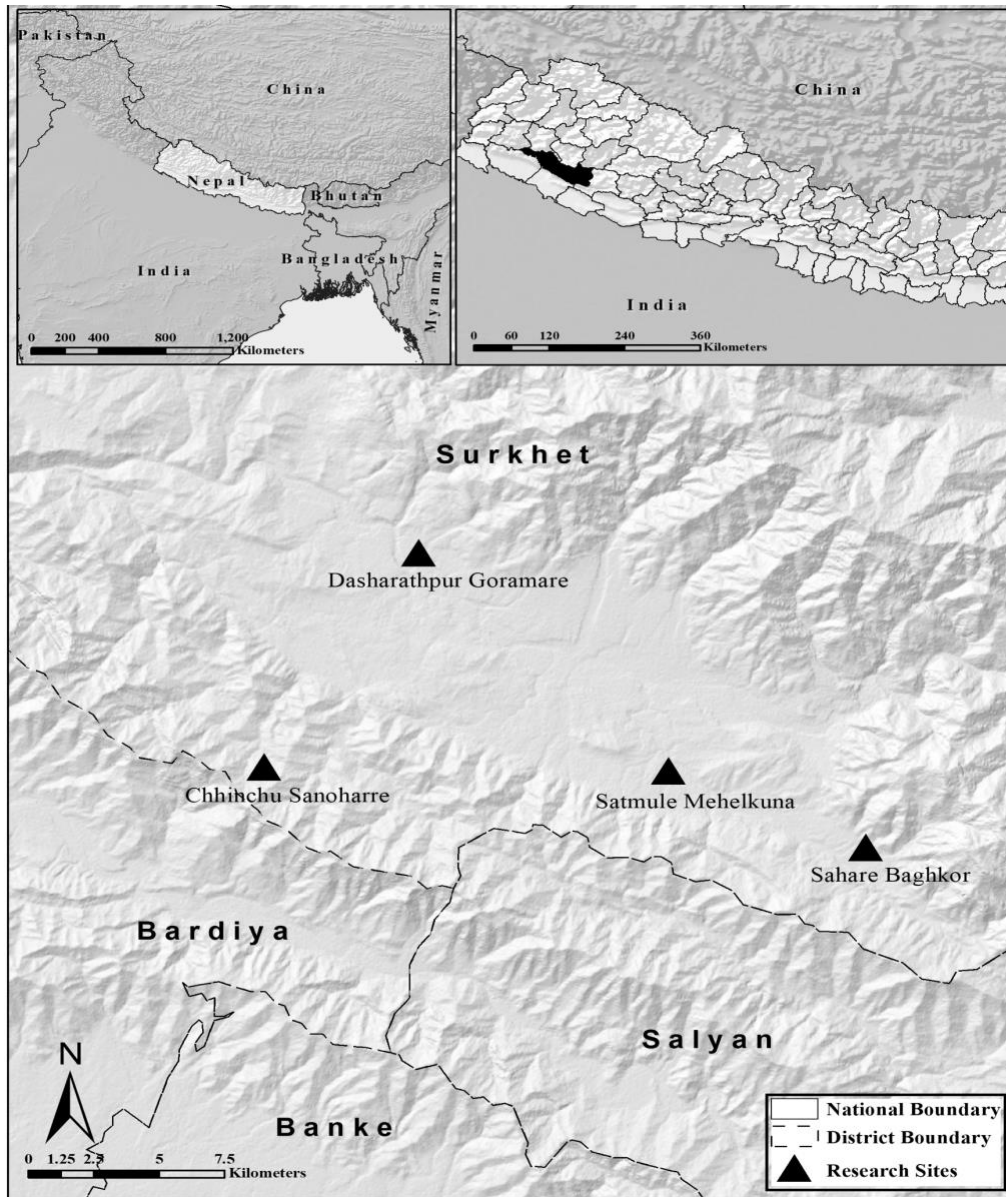 Pakistan
China
Nepal
Bhutan
India
Bangladesh
Myanmar
0 200 400 800 1,200
Kilometers
China
India
0 60 120 240 360
Kilometers
Surkhet
Dasharathpur Goramare
Chhinchu Sanoharre
Satmule Mehelkuna
Sahare Baghkor
Bardiya
Salyan
Banke
N
0 1.25 2.5 5 7.5
Kilometers
National Boundary
District Boundary
Research Sites